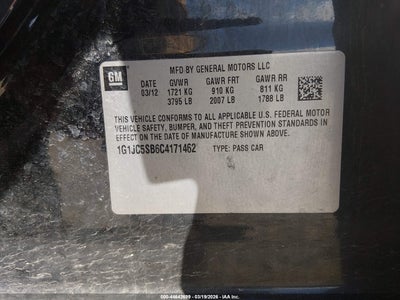 GM
MFD BY GENERAL MOTORS LLC
DATE GVWR GAWR FRT GAWR RR
03/12 1721 KG 910 KG 811 KG
3795 LB 2007 LB 1788 LB
THIS VEHICLE CONFORMS TO ALL APPLICABLE U.S. FEDERAL MOTOR
VEHICLE SAFETY, BUMPER, AND THEFT PREVENTION STANDARDS IN
EFFECT ON THE DATE OF MANUFACTURE SHOWN ABOVE.
1G1JC5SB6C4171462 TYPE: PASS CAR